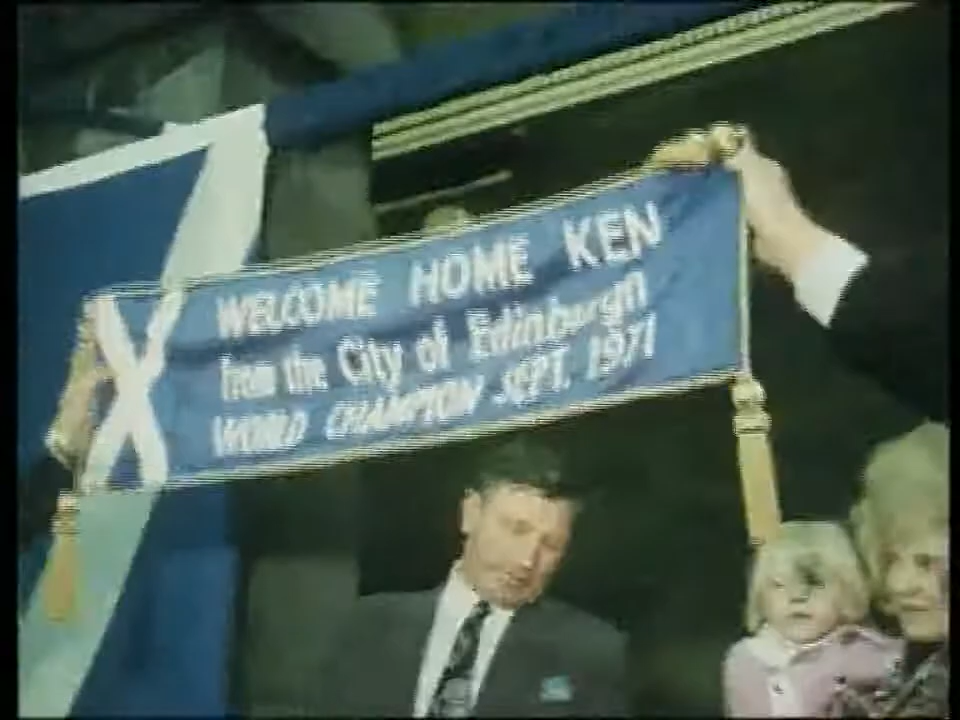 WELCOME HOME KEN
from the City of Edinburgh
WORLD CHAMPION SEPT. 1971